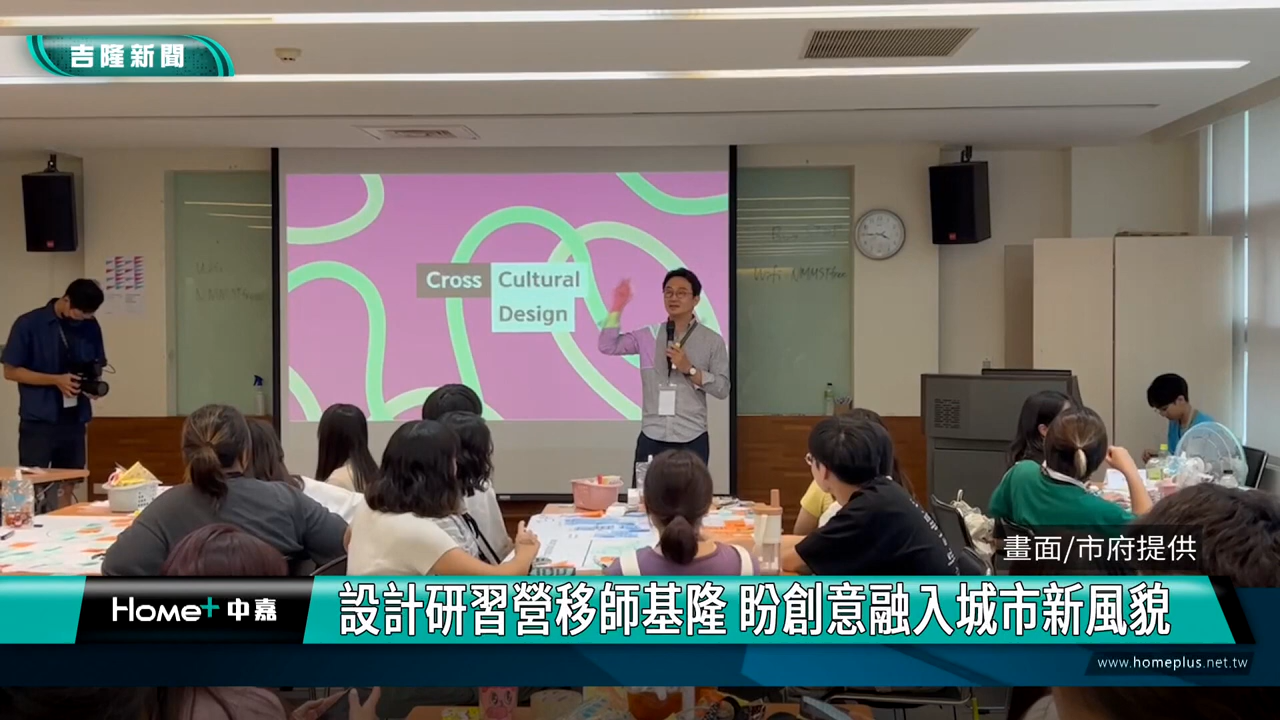 吉隆新聞
Cross Cultural
Design
畫面/市府提供
Home+ 中嘉
設計研習營移師基隆 盼創意融入城市新風貌
www.homeplus.net.tw